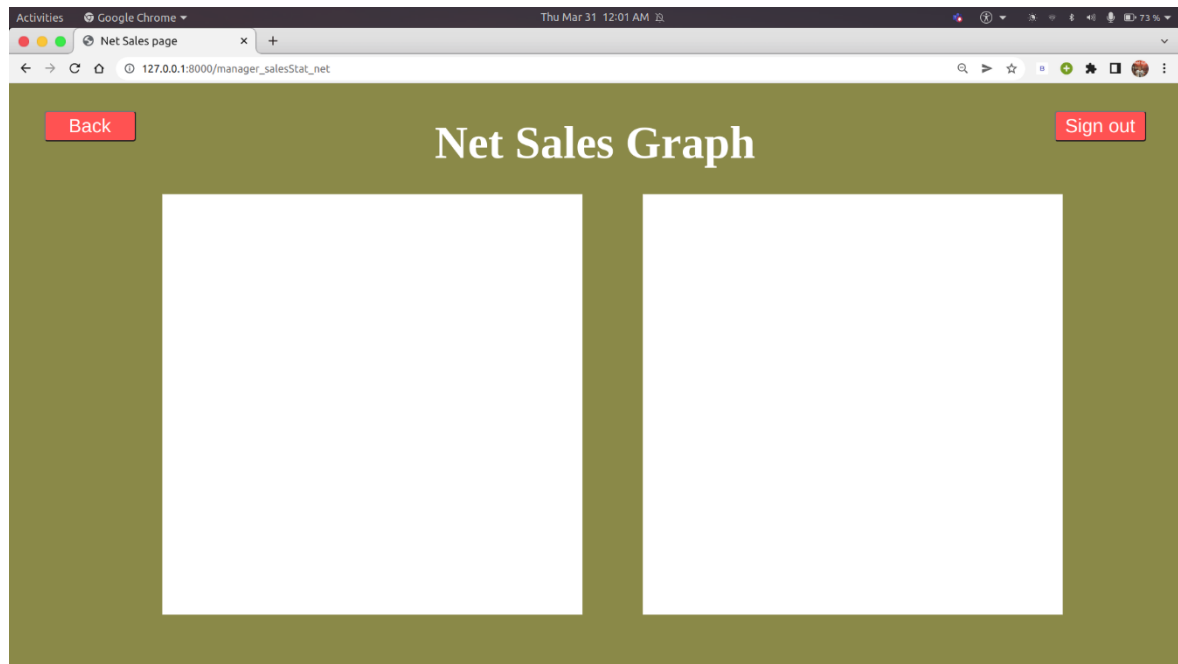 Activities Google Chrome Thu Mar 31 12:01 AM 73 %
Net Sales page
127.0.0.1:8000/manager_salesStat_net
B
Back
Net Sales Graph
Sign out